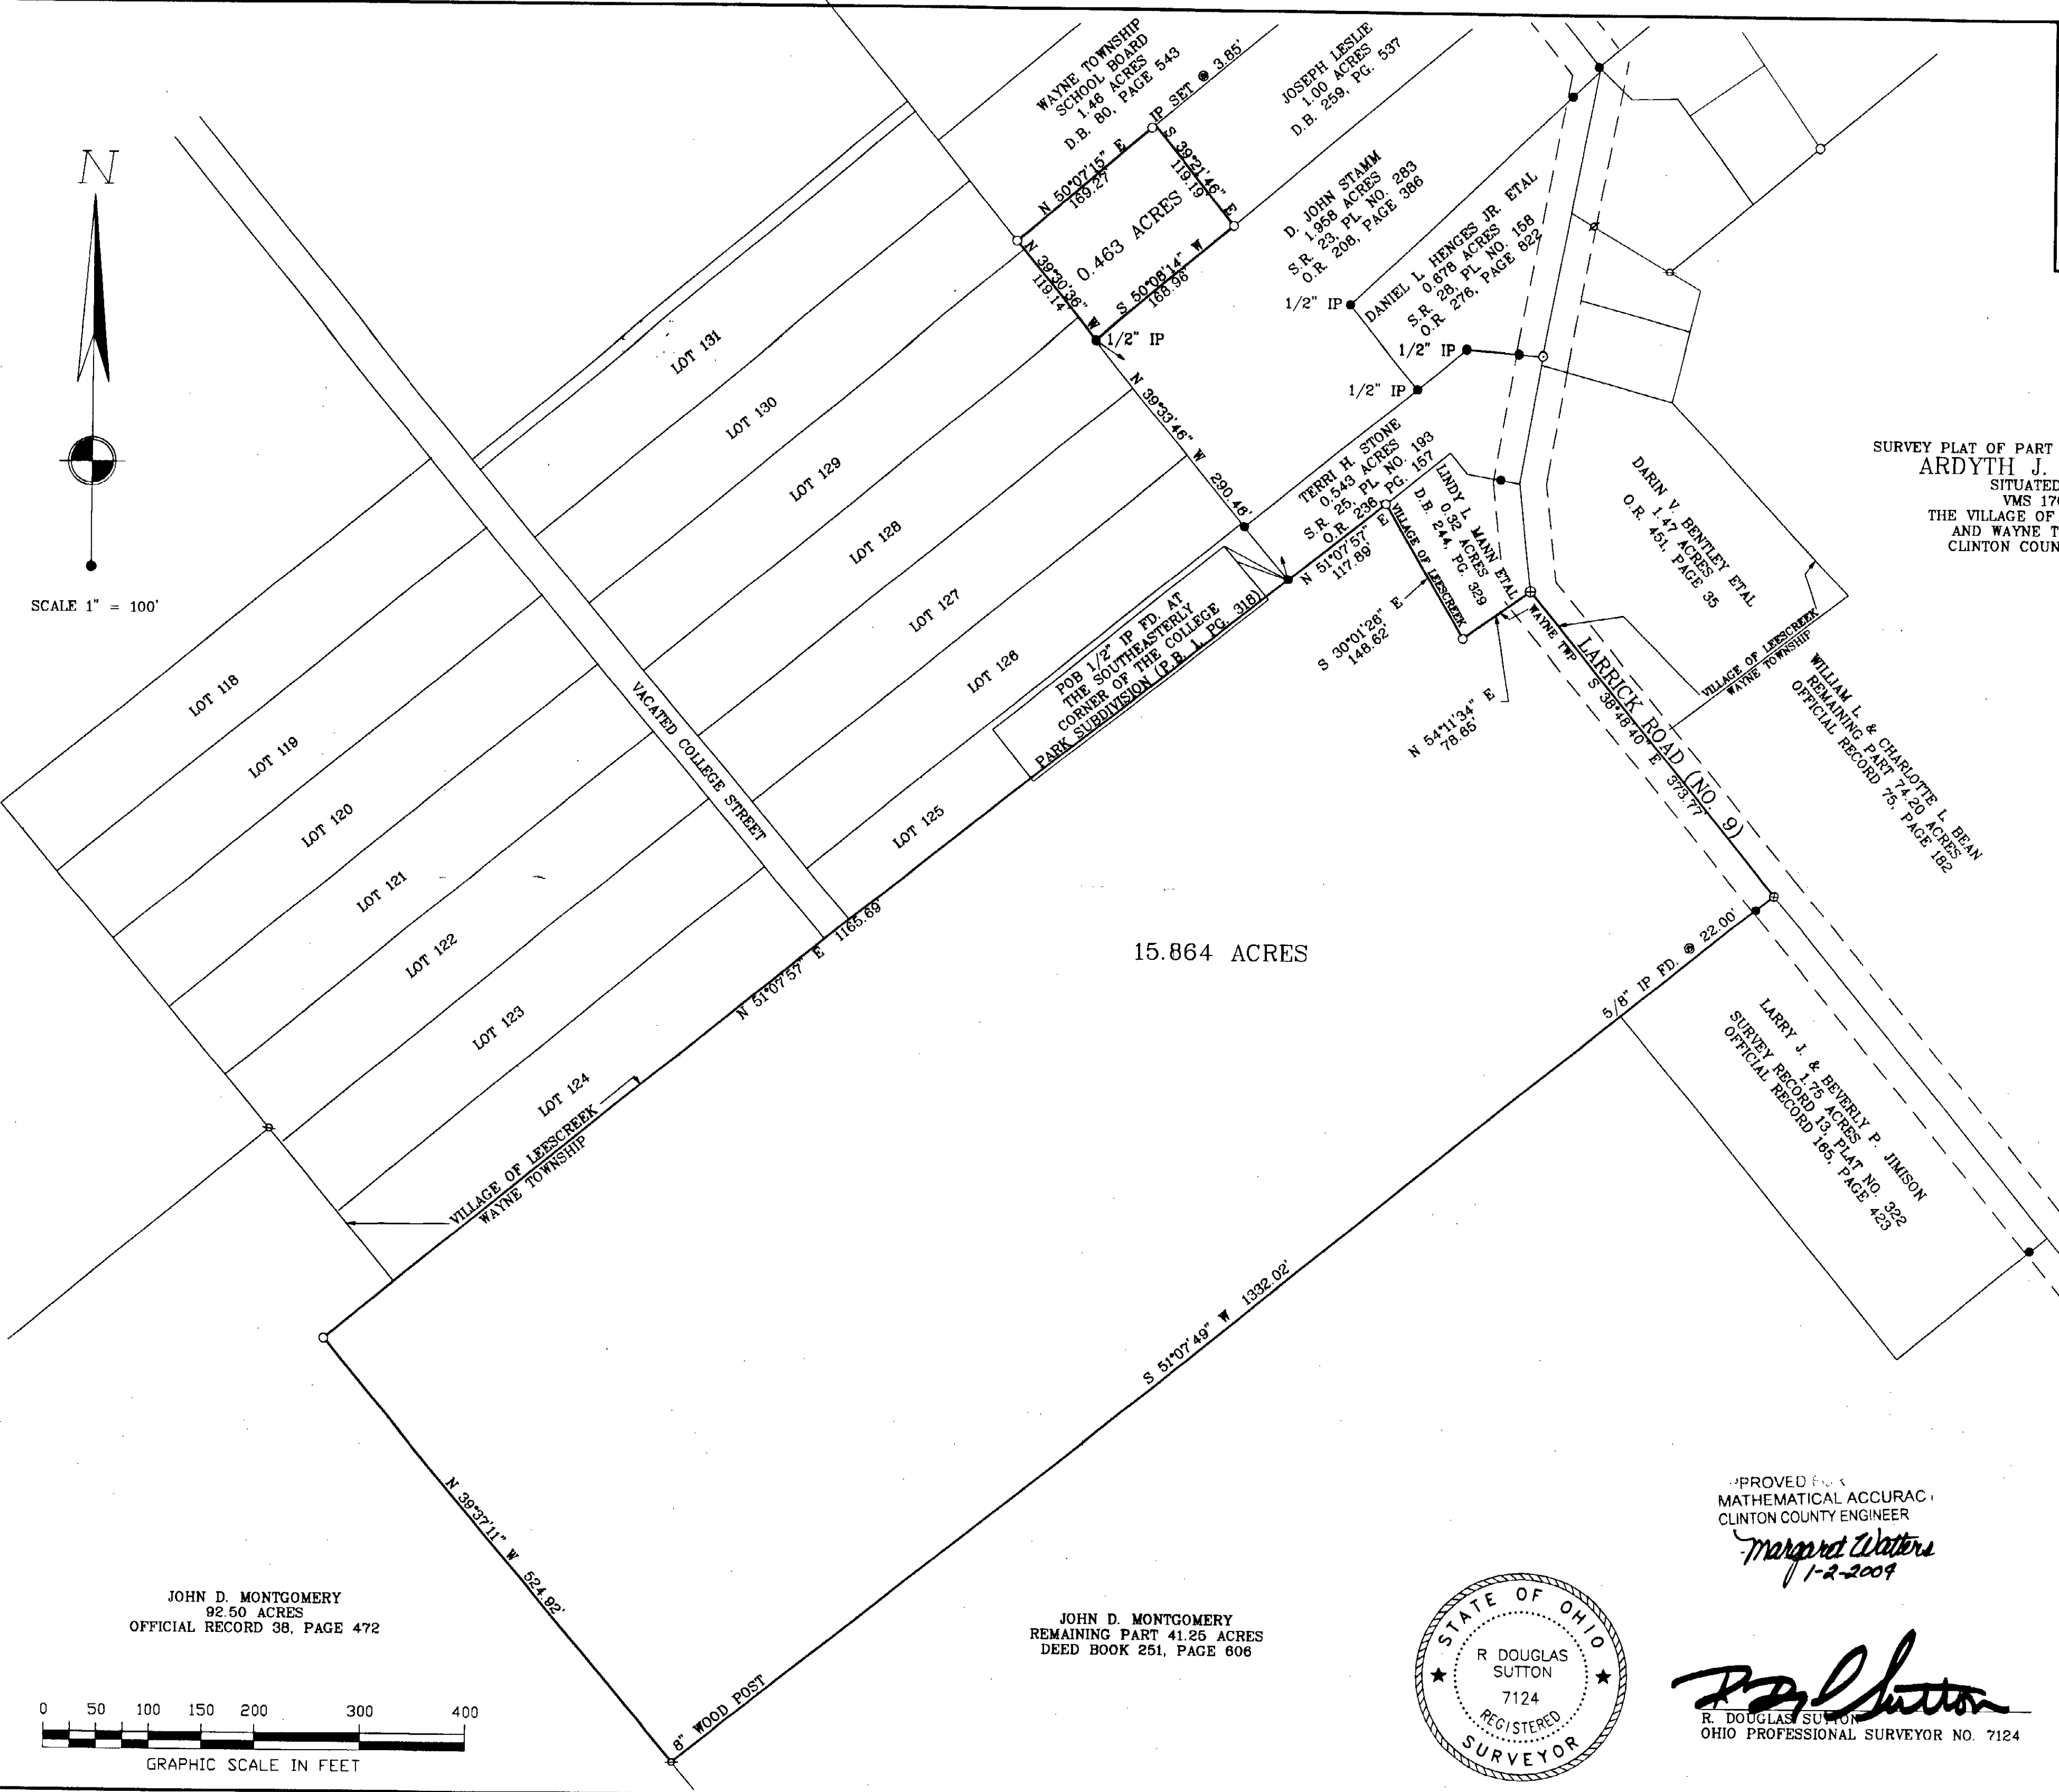 WAYNE TOWNSHIP
SCHOOL BOARD
1.46 ACRES
D.B. 80, PAGE 543
IP SET @ 3.85'
JOSEPH LESLIE
1.00 ACRES
D.B. 259, PG. 537
N 50°07'15" E
169.27'
S 39°21'46" E
119.19'
0.463 ACRES
N 39°30'36" W
119.14'
S 50°08'14" W
168.96'
1/2" IP
D. JOHN STAMM
1.958 ACRES
S.R. 23, PL. NO. 283
O.R. 208, PAGE 386
DANIEL L. HENGES JR. ETAL
0.678 ACRES
S.R. 28, PL. NO. 158
O.R. 276, PAGE 822
1/2" IP
1/2" IP
1/2" IP
N
SCALE 1" = 100'
LOT 131
LOT 130
LOT 129
LOT 128
LOT 127
LOT 126
LOT 125
N 39°33'46" W 290.46'
TERRI H. STONE
0.543 ACRES
S.R. 25, PL. NO. 193
O.R. 236, PG. 157
N 51°07'57" E
117.89'
LINDY L. MANN ETAL
0.32 ACRES
D.B. 244, PG. 329
VILLAGE OF LEESCREEK
WAYNE TWP
S 30°01'26" E
148.62'
N 54°11'34" E
78.65'
DARIN V. BENTLEY ETAL
1.47 ACRES
O.R. 451, PAGE 35
SURVEY PLAT OF PART
ARDYTH J.
SITUATED
THE VILLAGE OF
AND WAYNE T
CLINTON COUN
VILLAGE OF LEESCREEK
WAYNE TOWNSHIP
WILLIAM L. & CHARLOTTE L. BEAN
REMAINING PART 74.20 ACRES
OFFICIAL RECORD 75, PAGE 182
LARRICK ROAD (NO. 9)
S 38°48'40" E 373.77'
POB 1/2" IP FD. AT
THE SOUTHEASTERLY
CORNER OF THE COLLEGE
PARK SUBDIVISION (P.B. 1, PG. 318)
VACATED COLLEGE STREET
LOT 118
LOT 119
LOT 120
LOT 121
LOT 122
LOT 123
LOT 124
N 51°07'57" E 1165.69'
VILLAGE OF LEESCREEK
WAYNE TOWNSHIP
15.864 ACRES
5/8" IP FD. @ 22.00'
LARRY J. & BEVERLY P. JIMISON
1.75 ACRES
SURVEY RECORD 13, PLAT NO. 322
OFFICIAL RECORD 165, PAGE 423
S 51°07'49" W 1332.02'
N 39°37'11" W 524.92'
8" WOOD POST
JOHN D. MONTGOMERY
92.50 ACRES
OFFICIAL RECORD 38, PAGE 472
JOHN D. MONTGOMERY
REMAINING PART 41.25 ACRES
DEED BOOK 251, PAGE 606
0 50 100 150 200 300 400
GRAPHIC SCALE IN FEET
STATE OF OHIO
R DOUGLAS
SUTTON
7124
REGISTERED
SURVEYOR
MATHEMATICAL ACCURAC
CLINTON COUNTY ENGINEER
Margaret Watters
1-2-2004
R. DOUGLAS SUTTON
OHIO PROFESSIONAL SURVEYOR NO. 7124